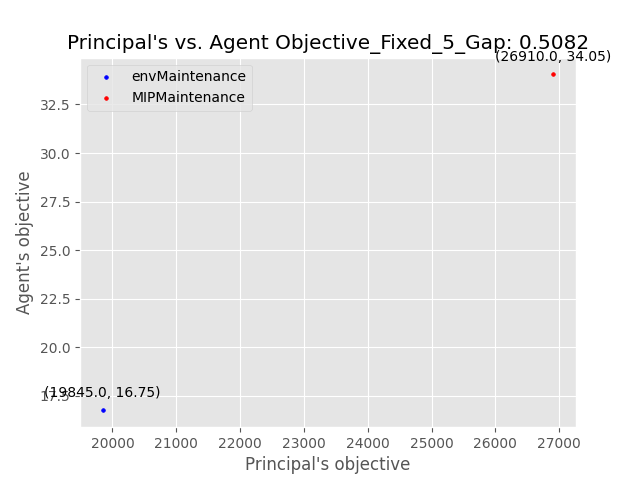 Principal's vs. Agent Objective_Fixed_5_Gap: 0.5082
(26910.0, 34.05)
envMaintenance
MIPMaintenance
32.5
30.0
27.5
25.0
22.5
20.0
17.5
(19845.0, 16.75)
Agent's objective
20000 21000 22000 23000 24000 25000 26000 27000
Principal's objective